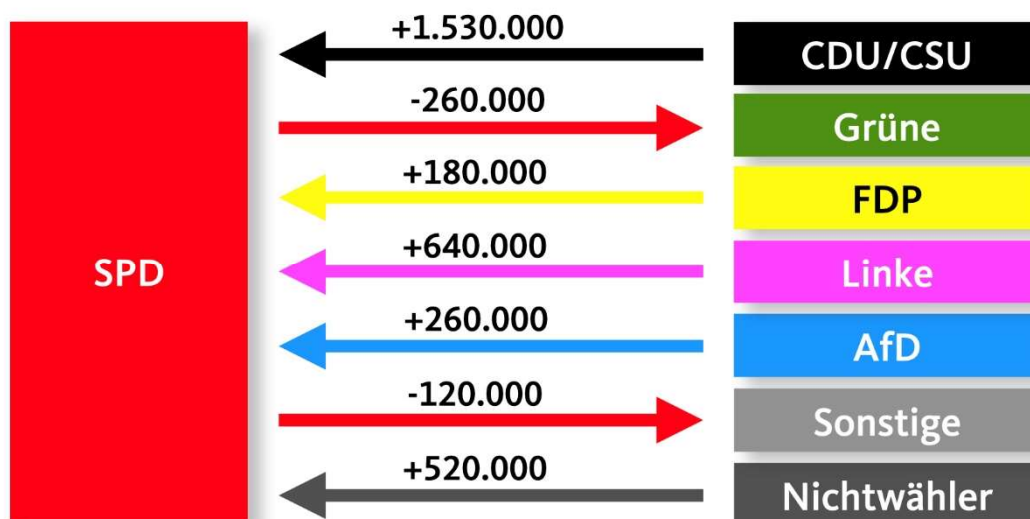 +1.530.000
CDU/CSU
-260.000
Grüne
+180.000
FDP
SPD
+640.000
Linke
+260.000
AfD
-120.000
Sonstige
+520.000
Nichtwähler